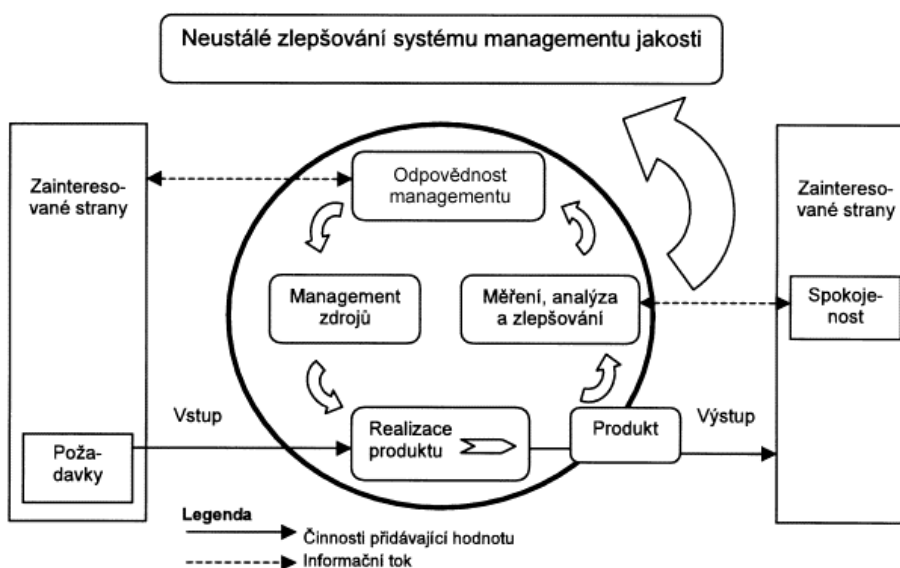 Neustálé zlepšování systému managementu jakosti
Zaintereso-
vané strany
Odpovědnost
managementu
Zaintereso-
vané strany
Management
zdrojů
Měření, analýza
a zlepšování
Spokoje-
nost
Vstup
Realizace
produktu
Produkt
Výstup
Poža-
davky
Legenda
Činnosti přidávající hodnotu
Informační tok